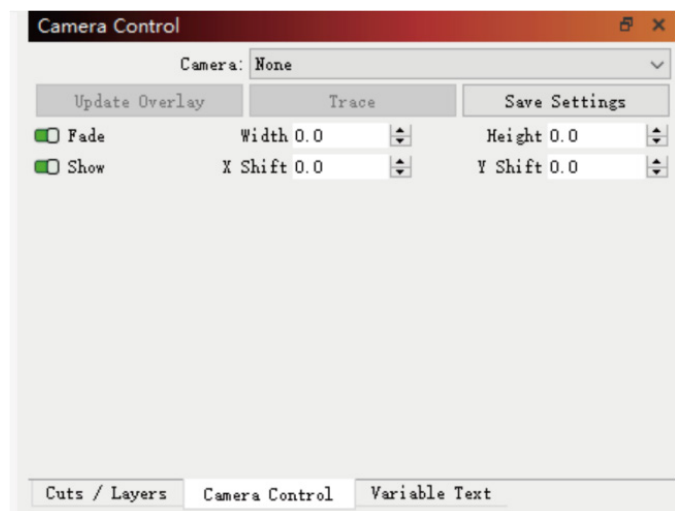 Camera Control
Camera: None
Update Overlay Trace Save Settings
Fade Width 0.0 Height 0.0
Show X Shift 0.0 Y Shift 0.0
Cuts / Layers Camera Control Variable Text